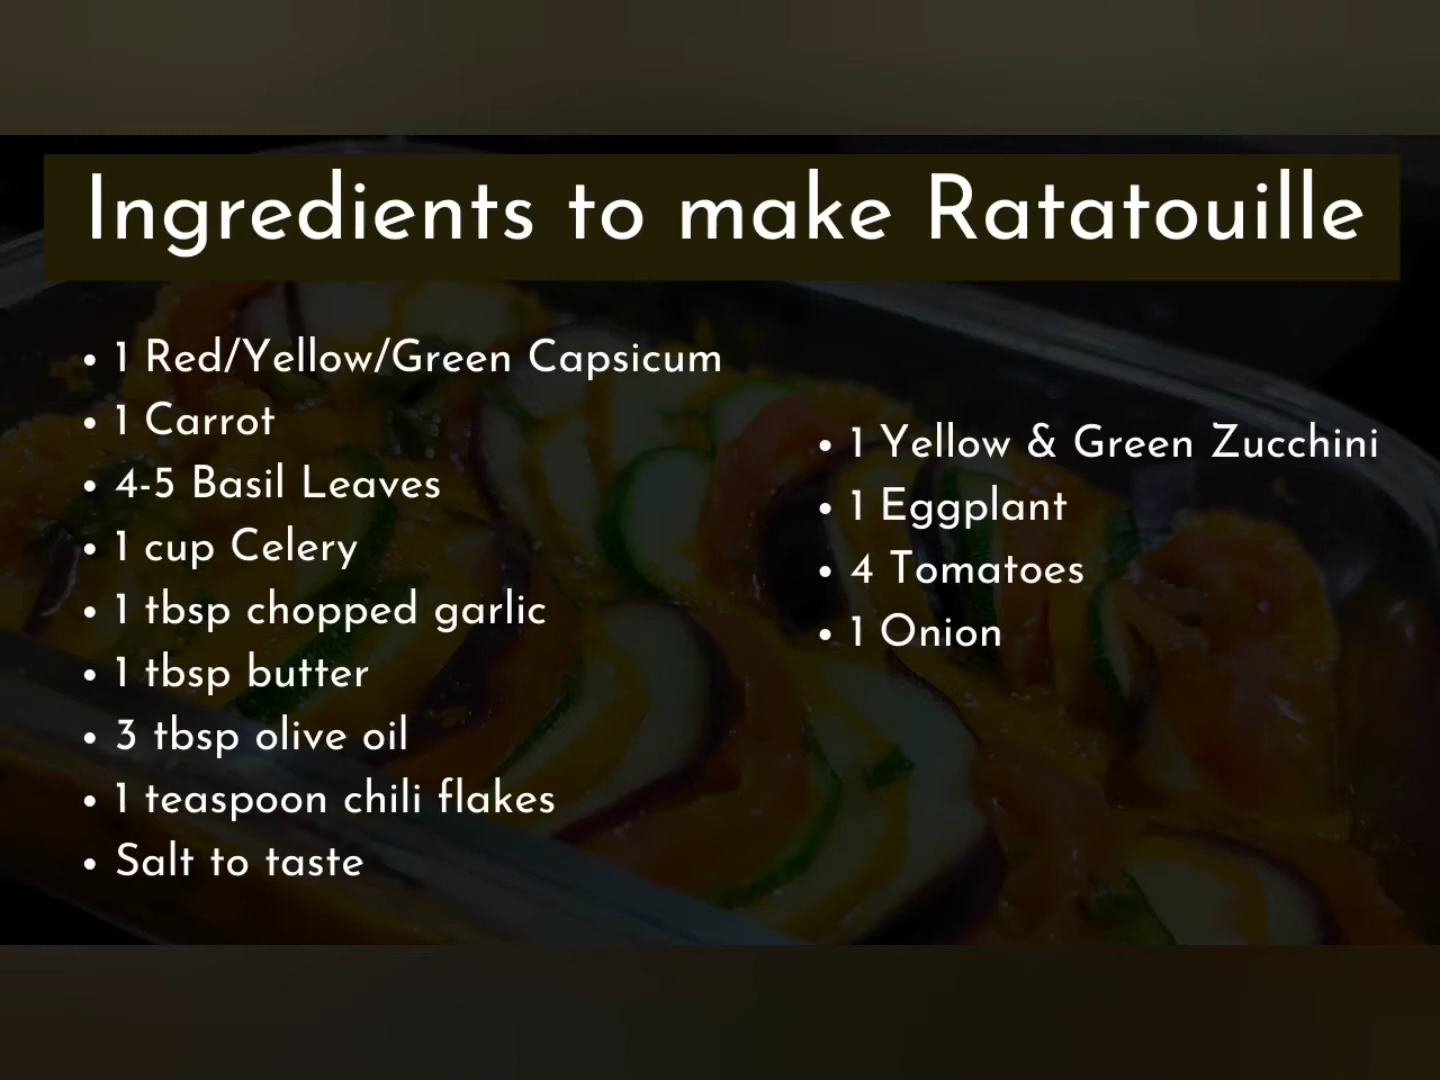 Ingredients to make Ratatouille
• 1 Red/Yellow/Green Capsicum
• 1 Carrot
• 4-5 Basil Leaves
• 1 cup Celery
• 1 tbsp chopped garlic
• 1 tbsp butter
• 3 tbsp olive oil
• 1 teaspoon chili flakes
• Salt to taste
• 1 Yellow & Green Zucchini
• 1 Eggplant
• 4 Tomatoes
• 1 Onion